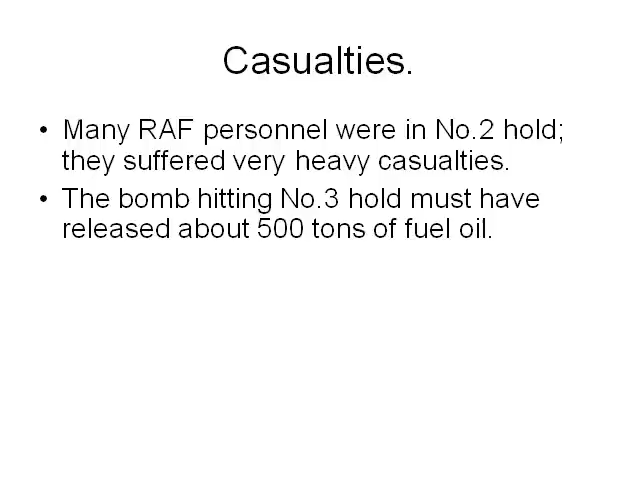 Casualties.
• Many RAF personnel were in No.2 hold;
they suffered very heavy casualties.
• The bomb hitting No.3 hold must have
released about 500 tons of fuel oil.